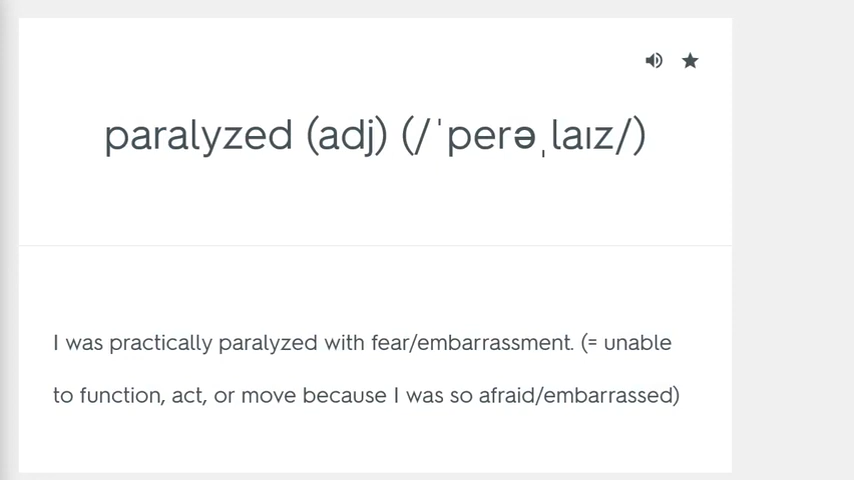 paralyzed (adj) (/ˈperəˌlaɪz/)
I was practically paralyzed with fear/embarrassment. (= unable
to function, act, or move because I was so afraid/embarrassed)